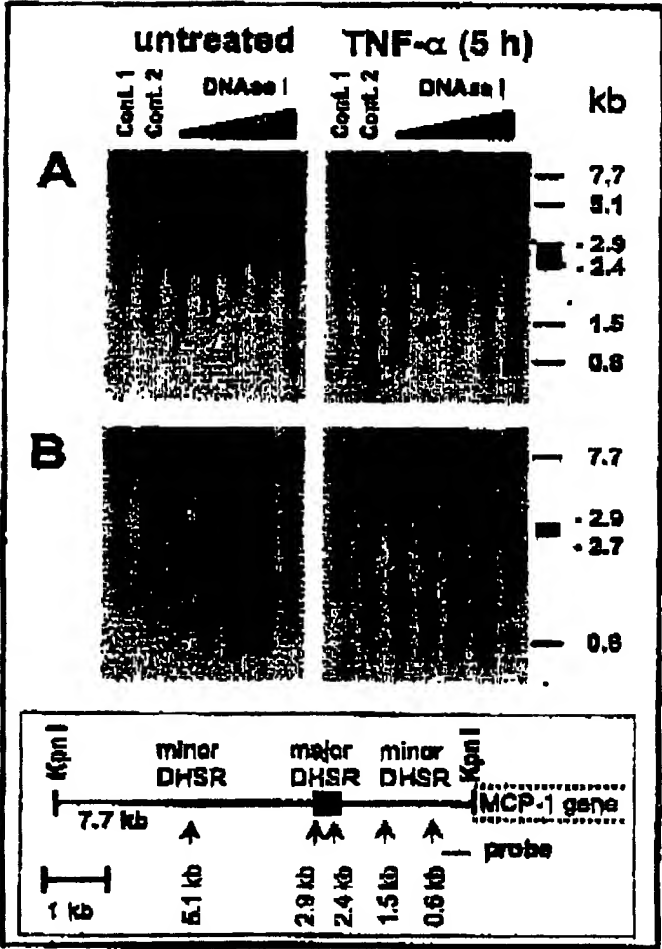 untreated TNF-α (5 h)
Cont. 1 Cont. 2 DNAse I Cont. 1 Cont. 2 DNAse I kb
A
7.7
5.1
2.9
2.4
1.5
0.8
B
7.7
2.9
2.7
0.8
Kpn I minor DHSR major DHSR minor DHSR Kpn I
MCP-1 gene
7.7 kb
probe
1 kb 5.1 kb 2.9 kb 2.4 kb 1.5 kb 0.6 kb